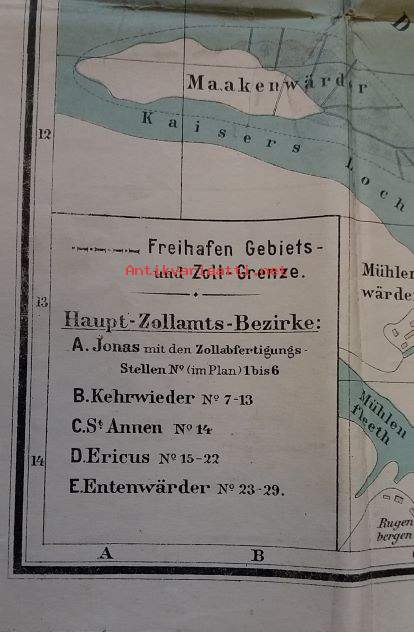 D
Maakenwärder
Kaisers Loch
12
Freihafen Gebiets-
und Zoll-Grenze.
Antikvariaatti.net
13
Mühlen
wärde
Haupt-Zollamts-Bezirke:
A. Jonas mit den Zollabfertigungs-
Stellen Nº (im Plan) 1 bis 6
B. Kehrwieder Nº 7-13
C. Sᵗ Annen Nº 14
D. Ericus Nº 15-22
E. Entenwärder Nº 23-29.
Mühlen
fleeth
14
Rugen
bergen
A B